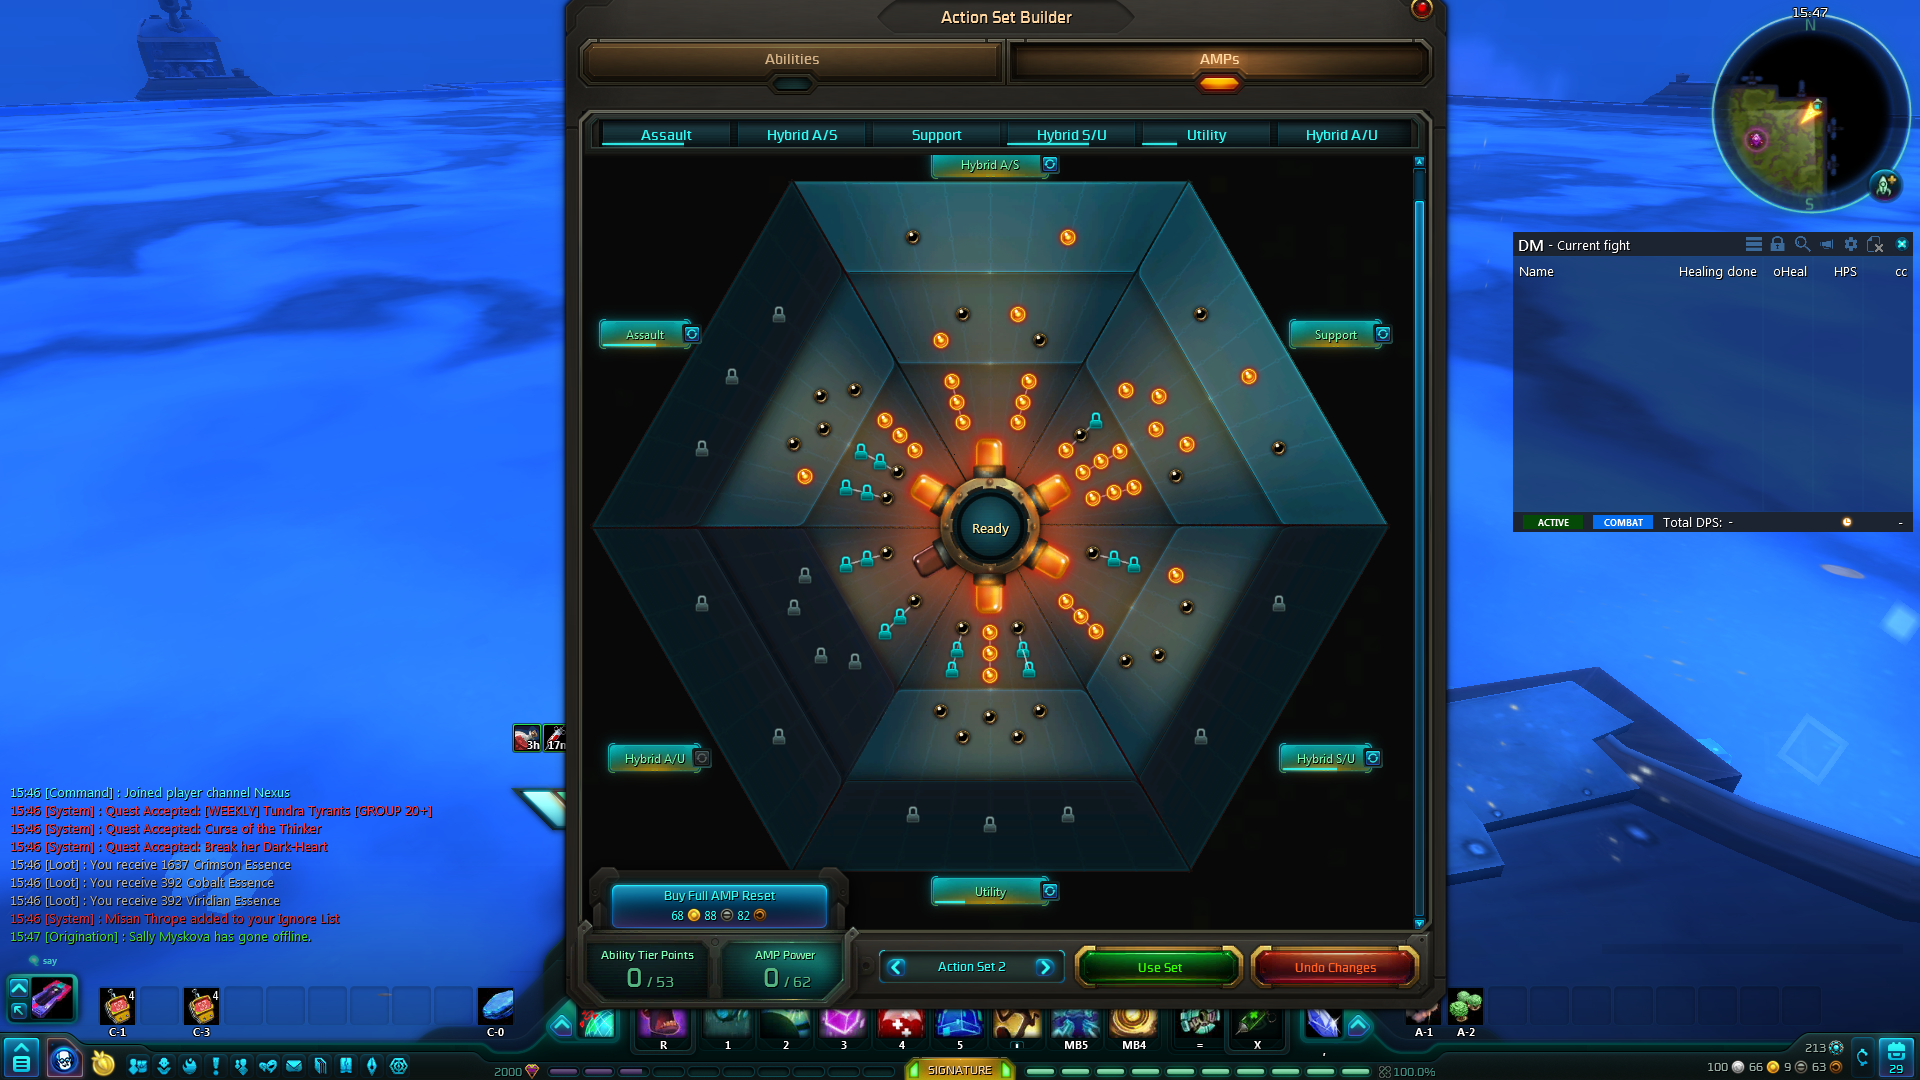 Action Set Builder
15:47
N
Abilities
AMPs
Assault
Hybrid A/S
Support
Hybrid S/U
Utility
Hybrid A/U
Hybrid A/S
S
DM - Current fight
Name
Healing done
oHeal
HPS
cc
Assault
Support
Ready
ACTIVE
COMBAT
Total DPS: -
-
3h
17m
Hybrid A/U
Hybrid S/U
15:46 [Command] : Joined player channel Nexus
15:46 [System] : Quest Accepted: [WEEKLY] Tundra Tyrants [GROUP 20+]
15:46 [System] : Quest Accepted: Curse of the Thinker
15:46 [System] : Quest Accepted: Break her Dark-Heart
15:46 [Loot] : You receive 1637 Crimson Essence
15:46 [Loot] : You receive 392 Cobalt Essence
15:46 [Loot] : You receive 392 Viridian Essence
15:46 [System] : Misan Thrope added to your Ignore List
15:47 [Origination] : Sally Myskova has gone offline.
Utility
Buy Full AMP Reset
68 88 82
say
Ability Tier Points
0 / 53
AMP Power
0 / 62
Action Set 2
Use Set
Undo Changes
4
4
C-1
C-3
C-0
R
1
2
3
4
5
MB5
MB4
=
X
A-1
A-2
213
2000
SIGNATURE
100.0%
100 66 9 63
29